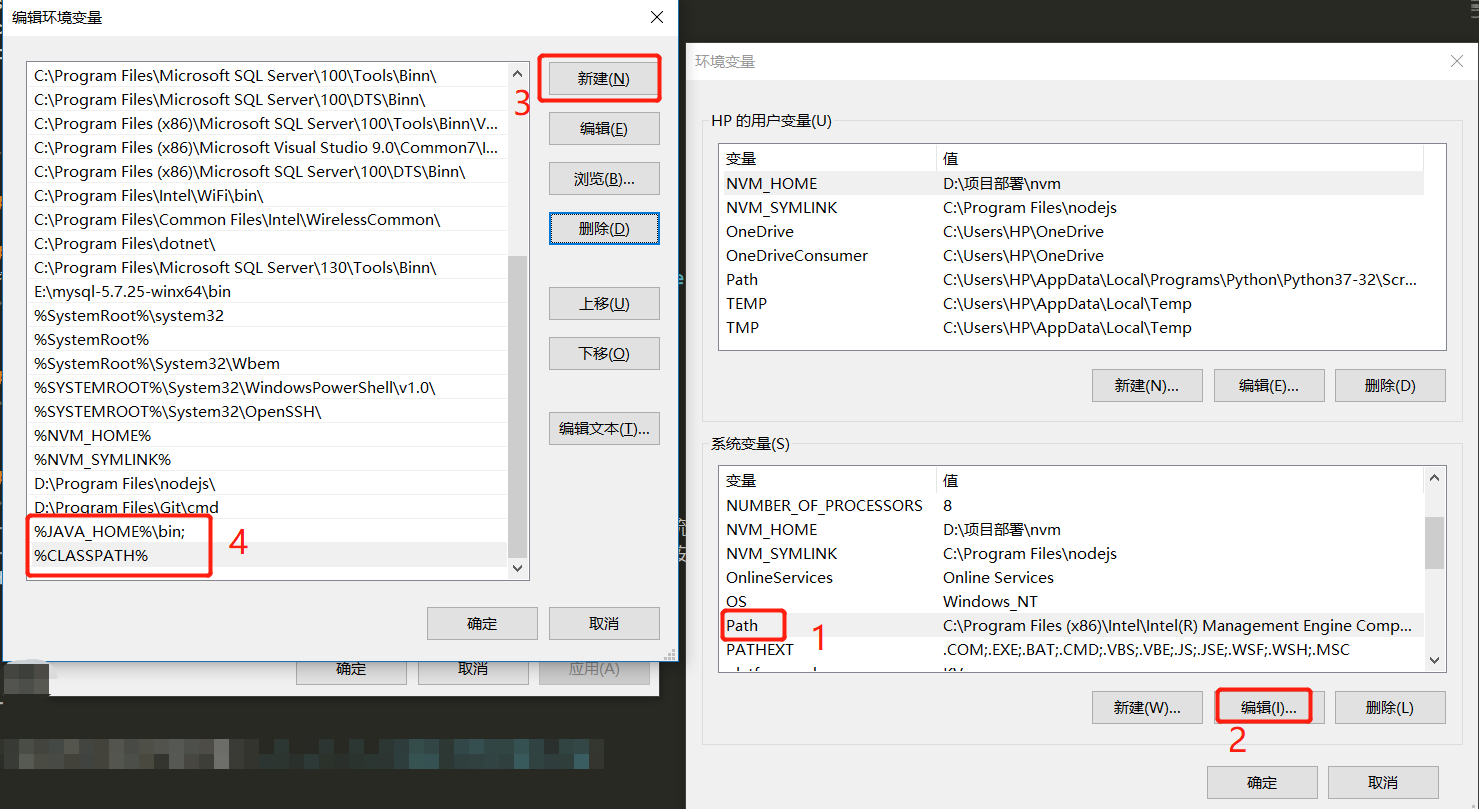 编辑环境变量
C:\Program Files\Microsoft SQL Server\100\Tools\Binn\
C:\Program Files\Microsoft SQL Server\100\DTS\Binn\
C:\Program Files (x86)\Microsoft SQL Server\100\Tools\Binn\V...
C:\Program Files (x86)\Microsoft Visual Studio 9.0\Common7\I...
C:\Program Files (x86)\Microsoft SQL Server\100\DTS\Binn\
C:\Program Files\Intel\WiFi\bin\
C:\Program Files\Common Files\Intel\WirelessCommon\
C:\Program Files\dotnet\
C:\Program Files\Microsoft SQL Server\130\Tools\Binn\
E:\mysql-5.7.25-winx64\bin
%SystemRoot%\system32
%SystemRoot%
%SystemRoot%\System32\Wbem
%SYSTEMROOT%\System32\WindowsPowerShell\v1.0\
%SYSTEMROOT%\System32\OpenSSH\
%NVM_HOME%
%NVM_SYMLINK%
D:\Program Files\nodejs\
D:\Program Files\Git\cmd
%JAVA_HOME%\bin;
%CLASSPATH%
4
3
新建(N)
编辑(E)
浏览(B)...
删除(D)
上移(U)
下移(O)
编辑文本(T)...
确定 取消
确定 取消 应用(A)
环境变量
HP 的用户变量(U)
变量 值
NVM_HOME D:\项目部署\nvm
NVM_SYMLINK C:\Program Files\nodejs
OneDrive C:\Users\HP\OneDrive
OneDriveConsumer C:\Users\HP\OneDrive
Path C:\Users\HP\AppData\Local\Programs\Python\Python37-32\Scr...
TEMP C:\Users\HP\AppData\Local\Temp
TMP C:\Users\HP\AppData\Local\Temp
新建(N)... 编辑(E)... 删除(D)
系统变量(S)
变量 值
NUMBER_OF_PROCESSORS 8
NVM_HOME D:\项目部署\nvm
NVM_SYMLINK C:\Program Files\nodejs
OnlineServices Online Services
OS Windows_NT
Path C:\Program Files (x86)\Intel\Intel(R) Management Engine Comp...
1
PATHEXT .COM;.EXE;.BAT;.CMD;.VBS;.VBE;.JS;.JSE;.WSF;.WSH;.MSC
新建(W)... 编辑(I)... 删除(L)
2
确定 取消